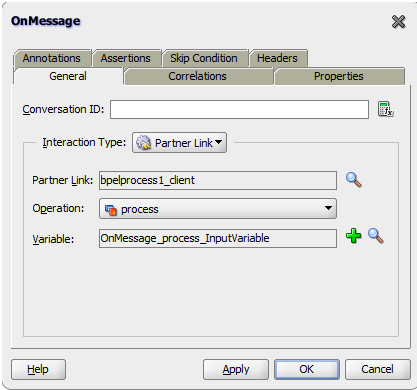 OnMessage
Annotations Assertions Skip Condition Headers
General Correlations Properties
Conversation ID:
Interaction Type: Partner Link
Partner Link: bpelprocess1_client
Operation: process
Variable: OnMessage_process_InputVariable
Help Apply OK Cancel